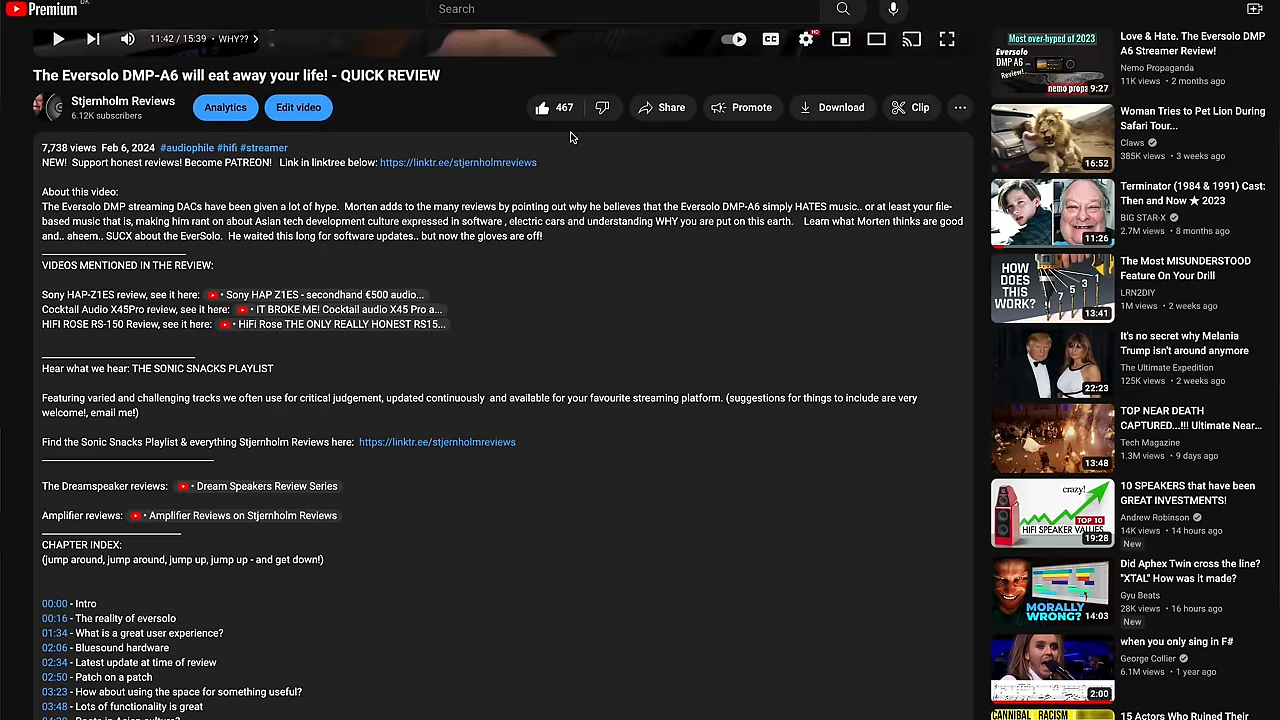 Premium
DK
Search
11:42 / 15:39 • WHY??
CC
HD
The Eversolo DMP-A6 will eat away your life! - QUICK REVIEW
Stjernholm Reviews
6.12K subscribers
Analytics
Edit video
467
Share
Promote
Download
Clip
7,738 views Feb 6, 2024 #audiophile #hifi #streamer
NEW! Support honest reviews! Become PATREON! Link in linktree below: https://linktr.ee/stjernholmreviews
About this video:
The Eversolo DMP streaming DACs have been given a lot of hype. Morten adds to the many reviews by pointing out why he believes that the Eversolo DMP-A6 simply HATES music.. or at least your file-
based music that is, making him rant on about Asian tech development culture as expressed in software , electric cars and understanding WHY you are put on this earth. Learn what Morten thinks are good
and.. aheem.. SUCX about the EverSolo. He waited this long for software updates.. but now the gloves are off!
VIDEOS MENTIONED IN THE REVIEW:
Sony HAP-Z1ES review, see it here: • Sony HAP Z1ES - secondhand €500 audio...
Cocktail Audio X45Pro review, see it here: • IT BROKE ME! Cocktail audio X45 Pro a...
HIFI ROSE RS-150 Review, see it here: • HiFi Rose THE ONLY REALLY HONEST RS15...
Hear what we hear: THE SONIC SNACKS PLAYLIST
Featuring varied and challenging tracks we often use for critical judgement, updated continuously and available for your favourite streaming platform. (suggestions for things to include are very
welcome!, email me!)
Find the Sonic Snacks Playlist & everything Stjernholm Reviews here: https://linktr.ee/stjernholmreviews
The Dreamspeaker reviews: • Dream Speakers Review Series
Amplifier reviews: • Amplifier Reviews on Stjernholm Reviews
CHAPTER INDEX:
(jump around, jump around, jump up, jump up - and get down!)
00:00 - Intro
00:16 - The reality of eversolo
01:34 - What is a great user experience?
02:06 - Bluesound hardware
02:34 - Latest update at time of review
02:50 - Patch on a patch
03:23 - How about using the space for something useful?
03:48 - Lots of functionality is great
Most over-hyped of 2023
Eversolo
DMP A6
Review!
nemo propa
9:27
Love & Hate. The Eversolo DMP
A6 Streamer Review!
Nemo Propaganda
11K views • 2 months ago
16:52
Woman Tries to Pet Lion During
Safari Tour...
Claws
385K views • 3 weeks ago
11:26
Terminator (1984 & 1991) Cast:
Then and Now ★ 2023
BIG STAR-X
2.7M views • 8 months ago
HOW
DOES
THIS
WORK?
9 7 5 3 1
13:41
The Most MISUNDERSTOOD
Feature On Your Drill
LRN2DIY
1M views • 2 weeks ago
22:23
It's no secret why Melania
Trump isn't around anymore
The Ultimate Expedition
125K views • 2 weeks ago
13:48
TOP NEAR DEATH
CAPTURED...!!! Ultimate Near...
Tech Magazine
1.3M views • 9 days ago
crazy!
TOP 10
HIFI SPEAKER VALUES
19:28
10 SPEAKERS that have been
GREAT INVESTMENTS!
Andrew Robinson
14K views • 14 hours ago
New
MORALLY
WRONG?
14:03
Did Aphex Twin cross the line?
"XTAL" How was it made?
Gyu Beats
28K views • 16 hours ago
New
2:00
when you only sing in F#
George Collier
6.1M views • 1 year ago
CANNIBAL RACISM
15 Actors Who Ruined Their